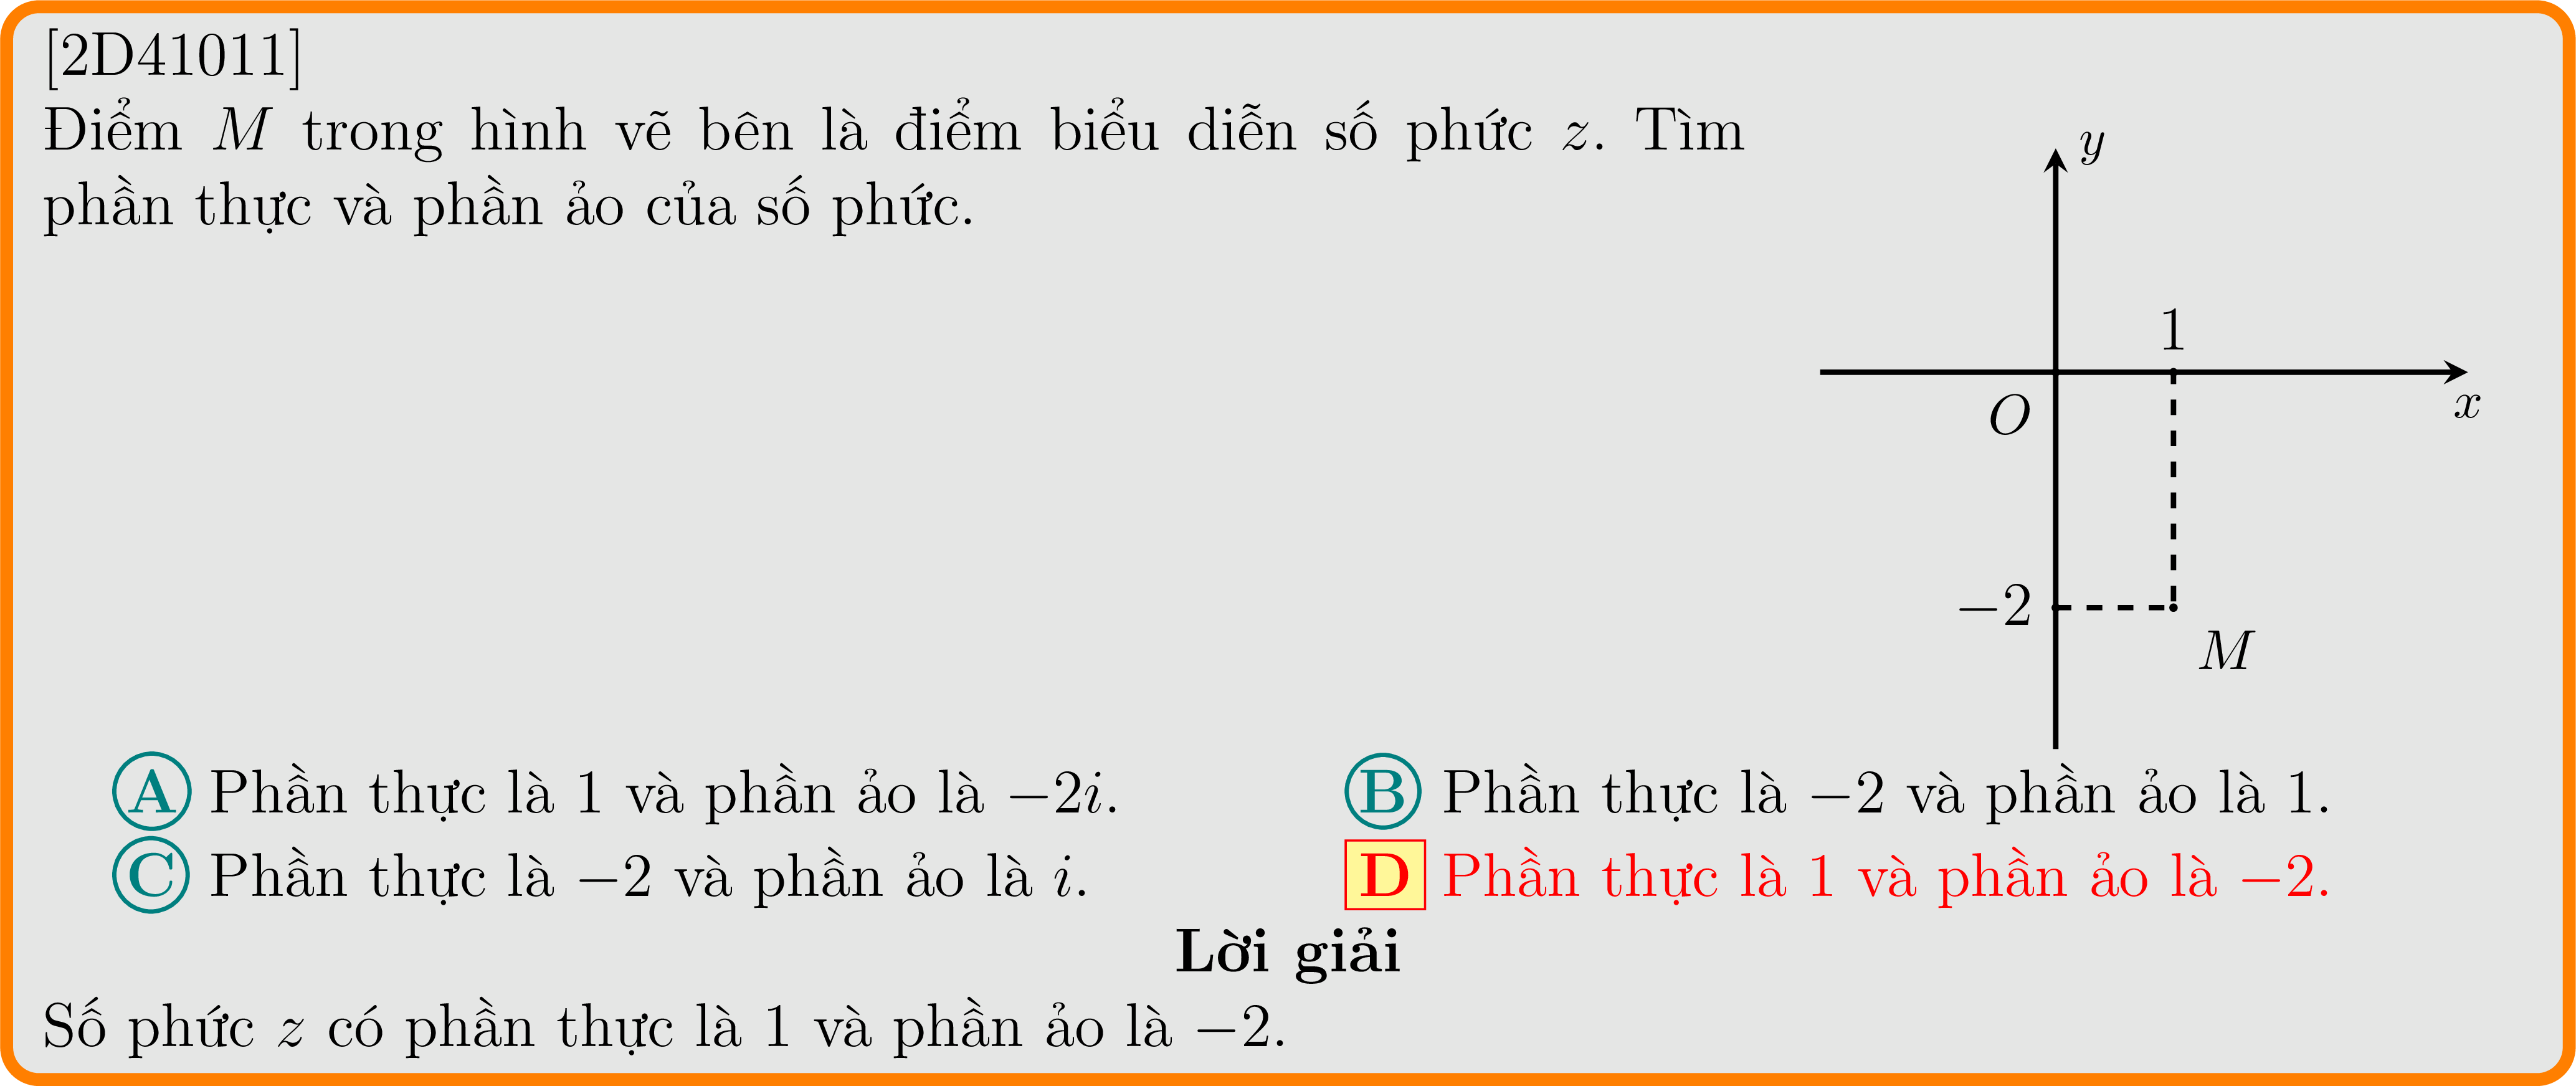 [2D41011]
Điểm M trong hình vẽ bên là điểm biểu diễn số phức z. Tìm
phần thực và phần ảo của số phức.
y
1
O
x
−2
M
A Phần thực là 1 và phần ảo là −2i.
B Phần thực là −2 và phần ảo là 1.
C Phần thực là −2 và phần ảo là i.
D Phần thực là 1 và phần ảo là −2.
Lời giải
Số phức z có phần thực là 1 và phần ảo là −2.